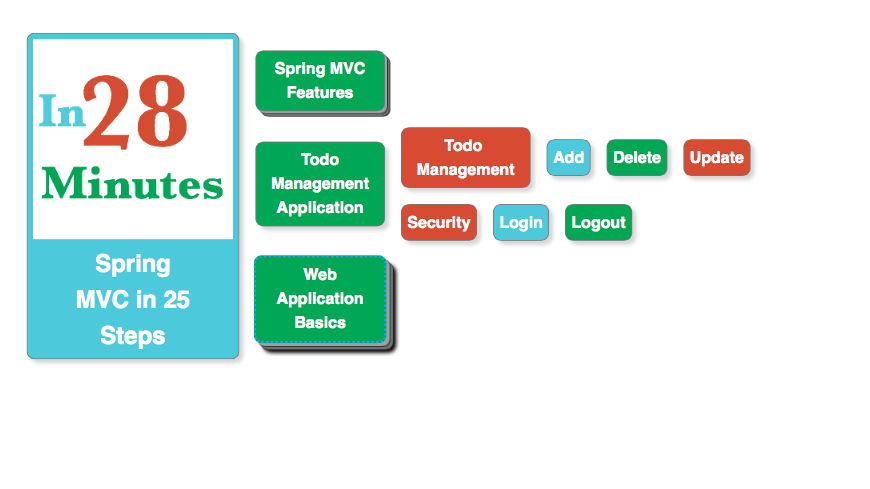 In28
Minutes
Spring
MVC in 25
Steps
Spring MVC
Features
Todo
Management
Application
Todo
Management
Add
Delete
Update
Security
Login
Logout
Web
Application
Basics